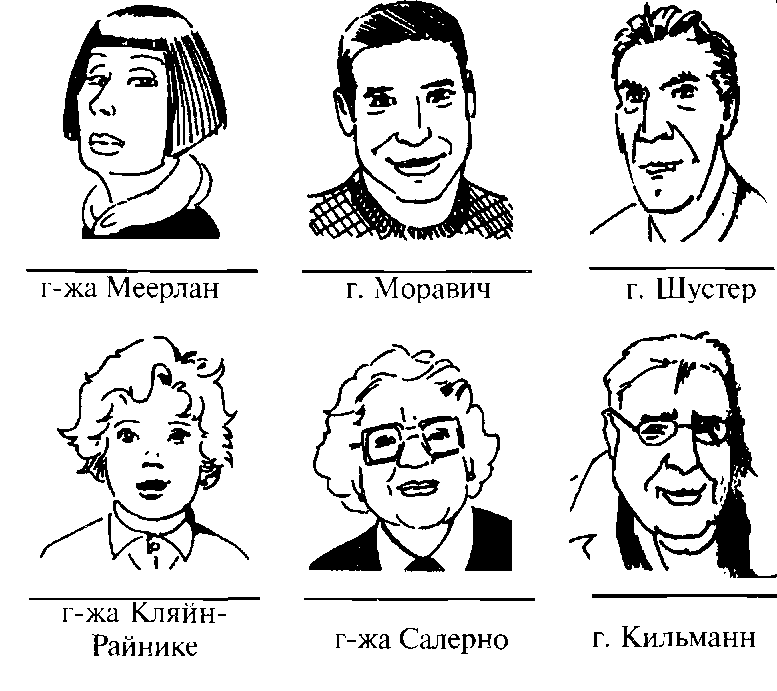 г-жа Меерлан
г. Моравич
г. Шустер
г-жа Кляйн-
Райнике
г-жа Салерно
г. Кильманн